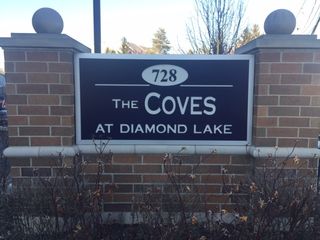 728
THE COVES
AT DIAMOND LAKE